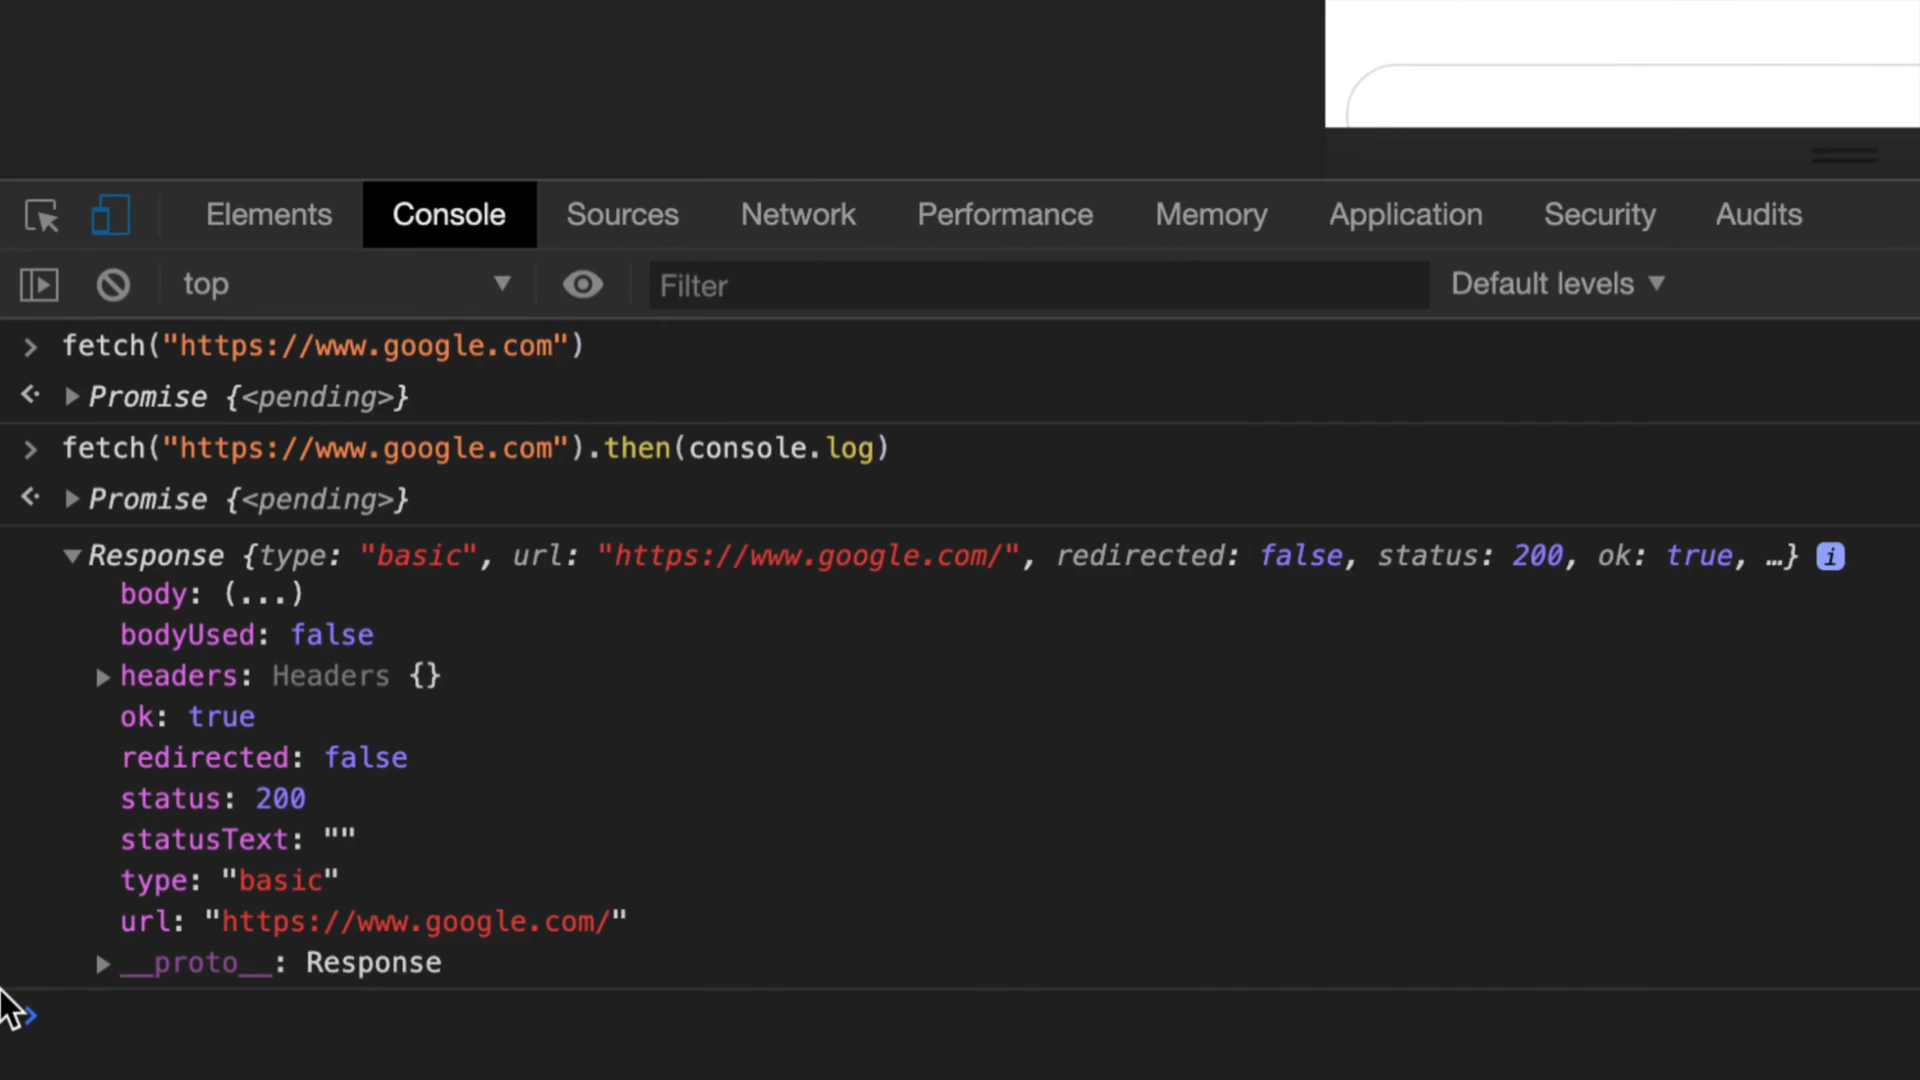 Elements Console Sources Network Performance Memory Application Security Audits
top ▼ Filter Default levels ▼
> fetch("https://www.google.com")
<· ▶ Promise {<pending>}
> fetch("https://www.google.com").then(console.log)
<· ▶ Promise {<pending>}
▼ Response {type: "basic", url: "https://www.google.com/", redirected: false, status: 200, ok: true, …} i
body: (...)
bodyUsed: false
▶ headers: Headers {}
ok: true
redirected: false
status: 200
statusText: ""
type: "basic"
url: "https://www.google.com/"
▶ __proto__: Response
>